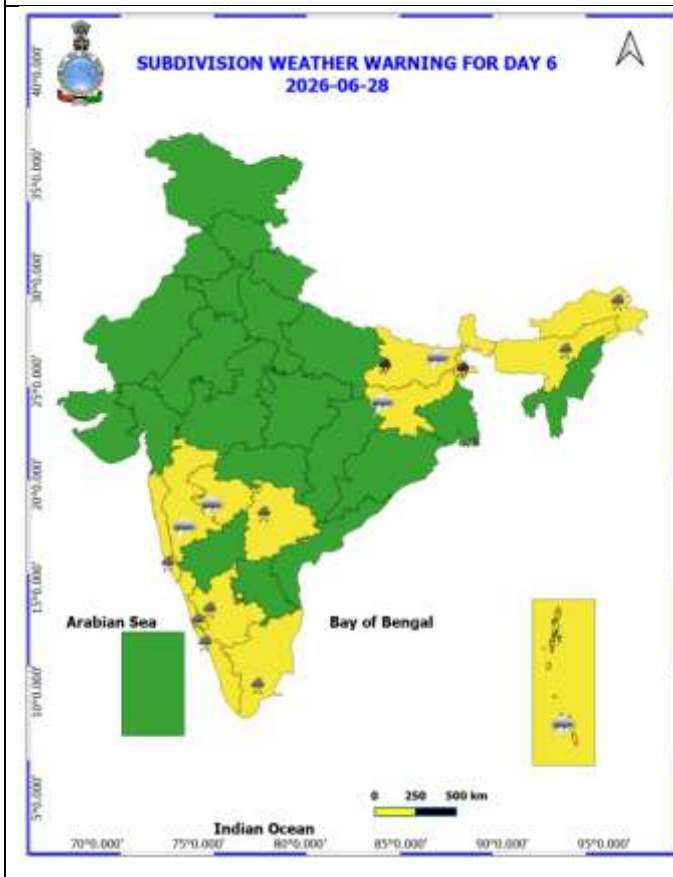 SUBDIVISION WEATHER WARNING FOR DAY 6
2026-06-28
40°0.000'
35°0.000'
30°0.000'
25°0.000'
20°0.000'
15°0.000'
10°0.000'
5°0.000'
Arabian Sea
Bay of Bengal
0 250 500 km
Indian Ocean
70°0.000' 75°0.000' 80°0.000' 85°0.000' 90°0.000' 95°0.000'